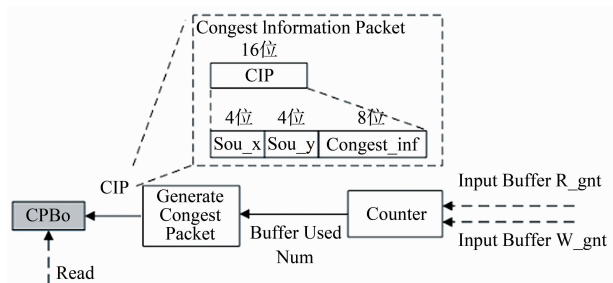 Congest Information Packet
16位
CIP
4位 4位 8位
Sou_x Sou_y Congest_inf
CIP
CPBo
Generate
Congest
Packet
Buffer Used
Num
Counter
Input Buffer R_gnt
Input Buffer W_gnt
Read